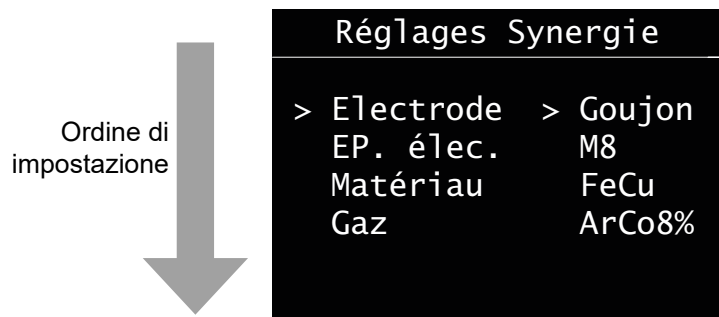 Ordine di
impostazione
Réglages Synergie
> Electrode > Goujon
EP. élec. M8
Matériau FeCu
Gaz ArCo8%